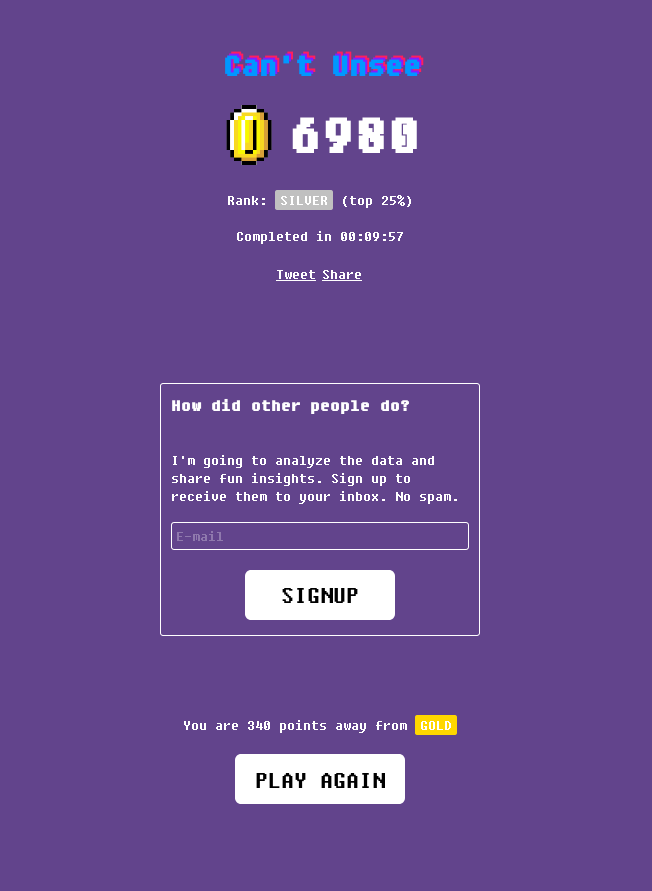 Can't Unsee
6980
Rank: SILVER (top 25%)
Completed in 00:09:57
Tweet Share
How did other people do?
I'm going to analyze the data and
share fun insights. Sign up to
receive them to your inbox. No spam.
E-mail
SIGNUP
You are 340 points away from GOLD
PLAY AGAIN